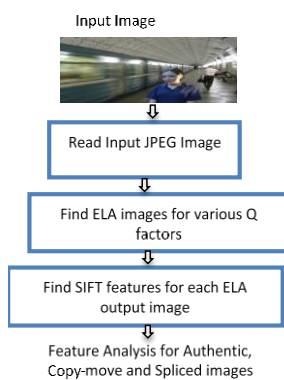 Input Image
Read Input JPEG Image
Find ELA images for various Q
factors
Find SIFT features for each ELA
output image
Feature Analysis for Authentic,
Copy-move and Spliced images